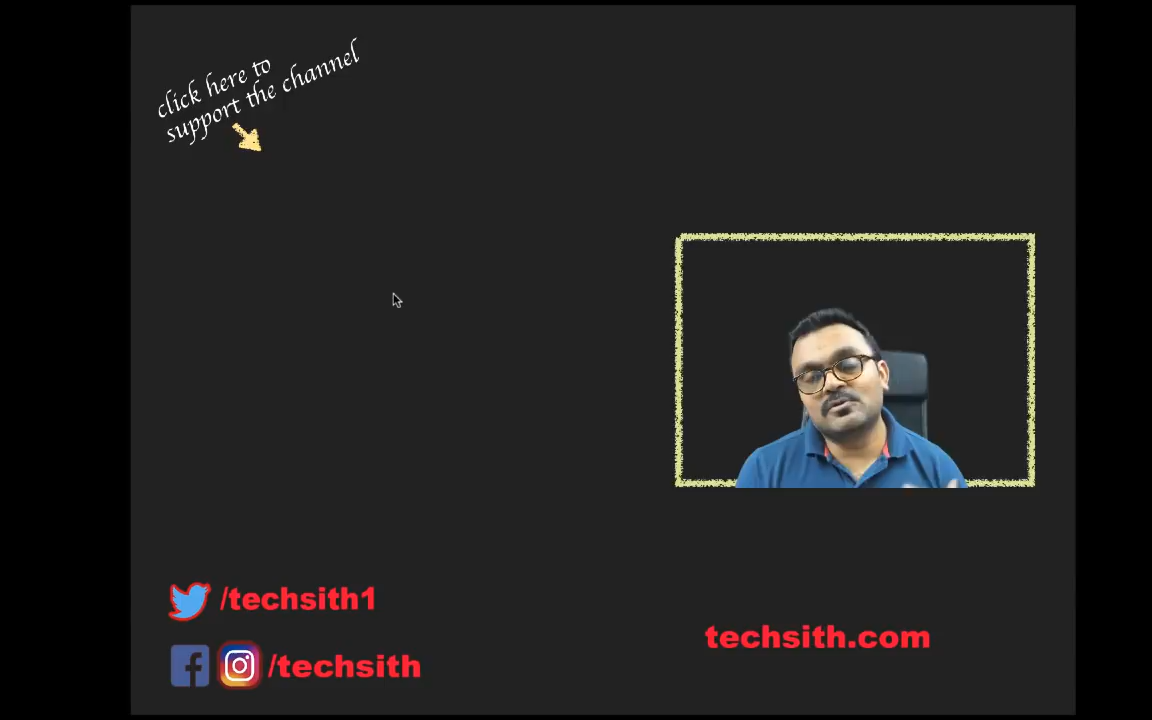 click here to
support the channel
/techsith1
/techsith
techsith.com